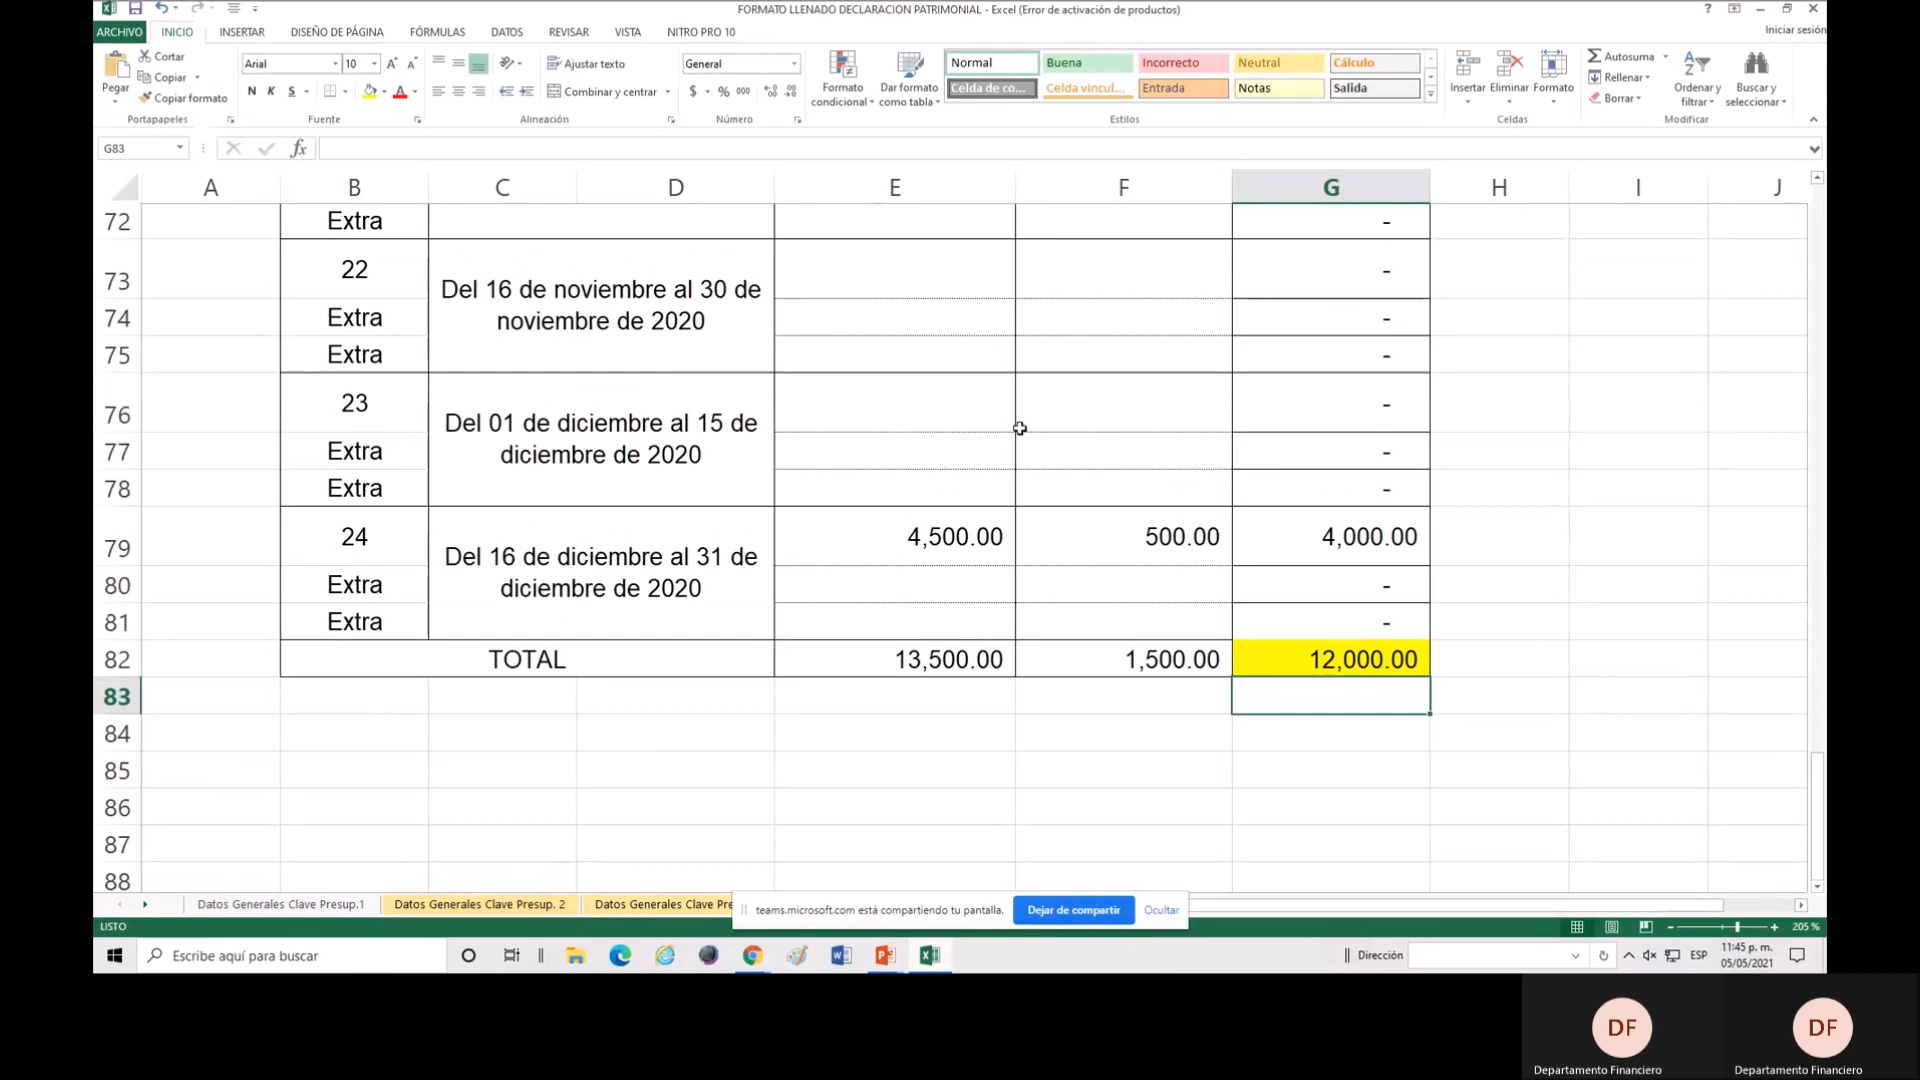 FORMATO LLENADO DECLARACION PATRIMONIAL - Excel (Error de activación de productos)
ARCHIVO INICIO INSERTAR DISEÑO DE PÁGINA FÓRMULAS DATOS REVISAR VISTA NITRO PRO 10 Iniciar sesión
Pegar
Cortar
Copiar
Copiar formato
Portapapeles
Arial 10
N K S
Fuente
Ajustar texto
Combinar y centrar
Alineación
General
$ % 000
Número
Formato condicional
Dar formato como tabla
Normal Buena Incorrecto Neutral Cálculo
Celda de co... Celda vincul... Entrada Notas Salida
Estilos
Insertar Eliminar Formato
Celdas
Autosuma
Rellenar
Borrar
Ordenar y filtrar
Buscar y seleccionar
Modificar
G83 fx
A B C D E F G H I J
72 Extra -
73 22 Del 16 de noviembre al 30 de noviembre de 2020 -
74 Extra -
75 Extra -
76 23 Del 01 de diciembre al 15 de diciembre de 2020 -
77 Extra -
78 Extra -
79 24 Del 16 de diciembre al 31 de diciembre de 2020 4,500.00 500.00 4,000.00
80 Extra -
81 Extra -
82 TOTAL 13,500.00 1,500.00 12,000.00
83
84
85
86
87
88
Datos Generales Clave Presup.1 Datos Generales Clave Presup. 2 Datos Generales Clave Pre
teams.microsoft.com está compartiendo tu pantalla. Dejar de compartir Ocultar
LISTO 205 %
Escribe aquí para buscar Dirección ESP 11:45 p. m.
05/05/2021
DF DF
Departamento Financiero Departamento Financiero